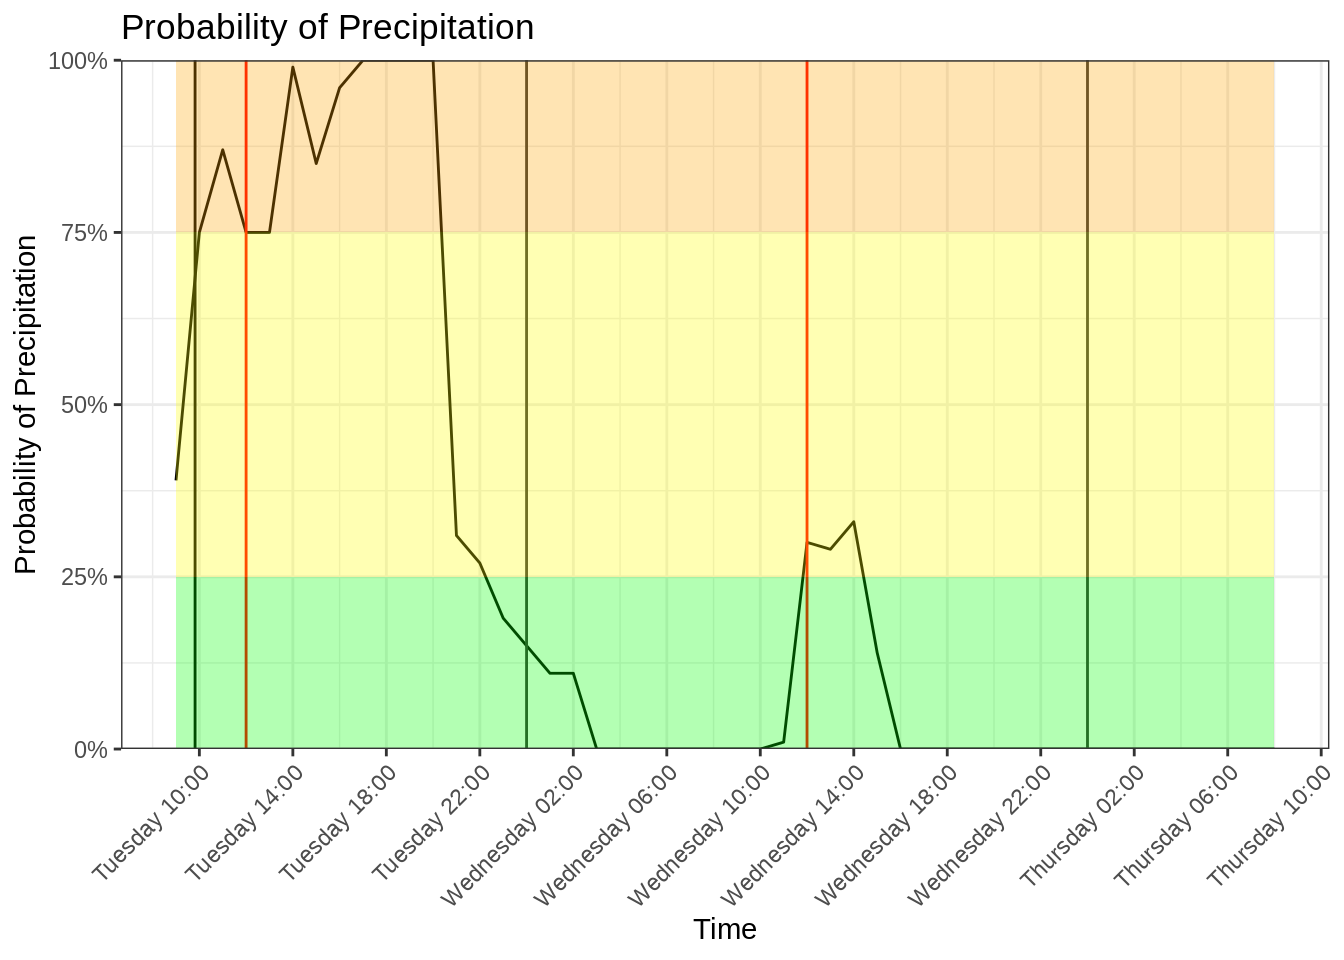 Probability of Precipitation
100%
75%
50%
25%
0%
Probability of Precipitation
Tuesday 10:00
Tuesday 14:00
Tuesday 18:00
Tuesday 22:00
Wednesday 02:00
Wednesday 06:00
Wednesday 10:00
Wednesday 14:00
Wednesday 18:00
Wednesday 22:00
Thursday 02:00
Thursday 06:00
Thursday 10:00
Time